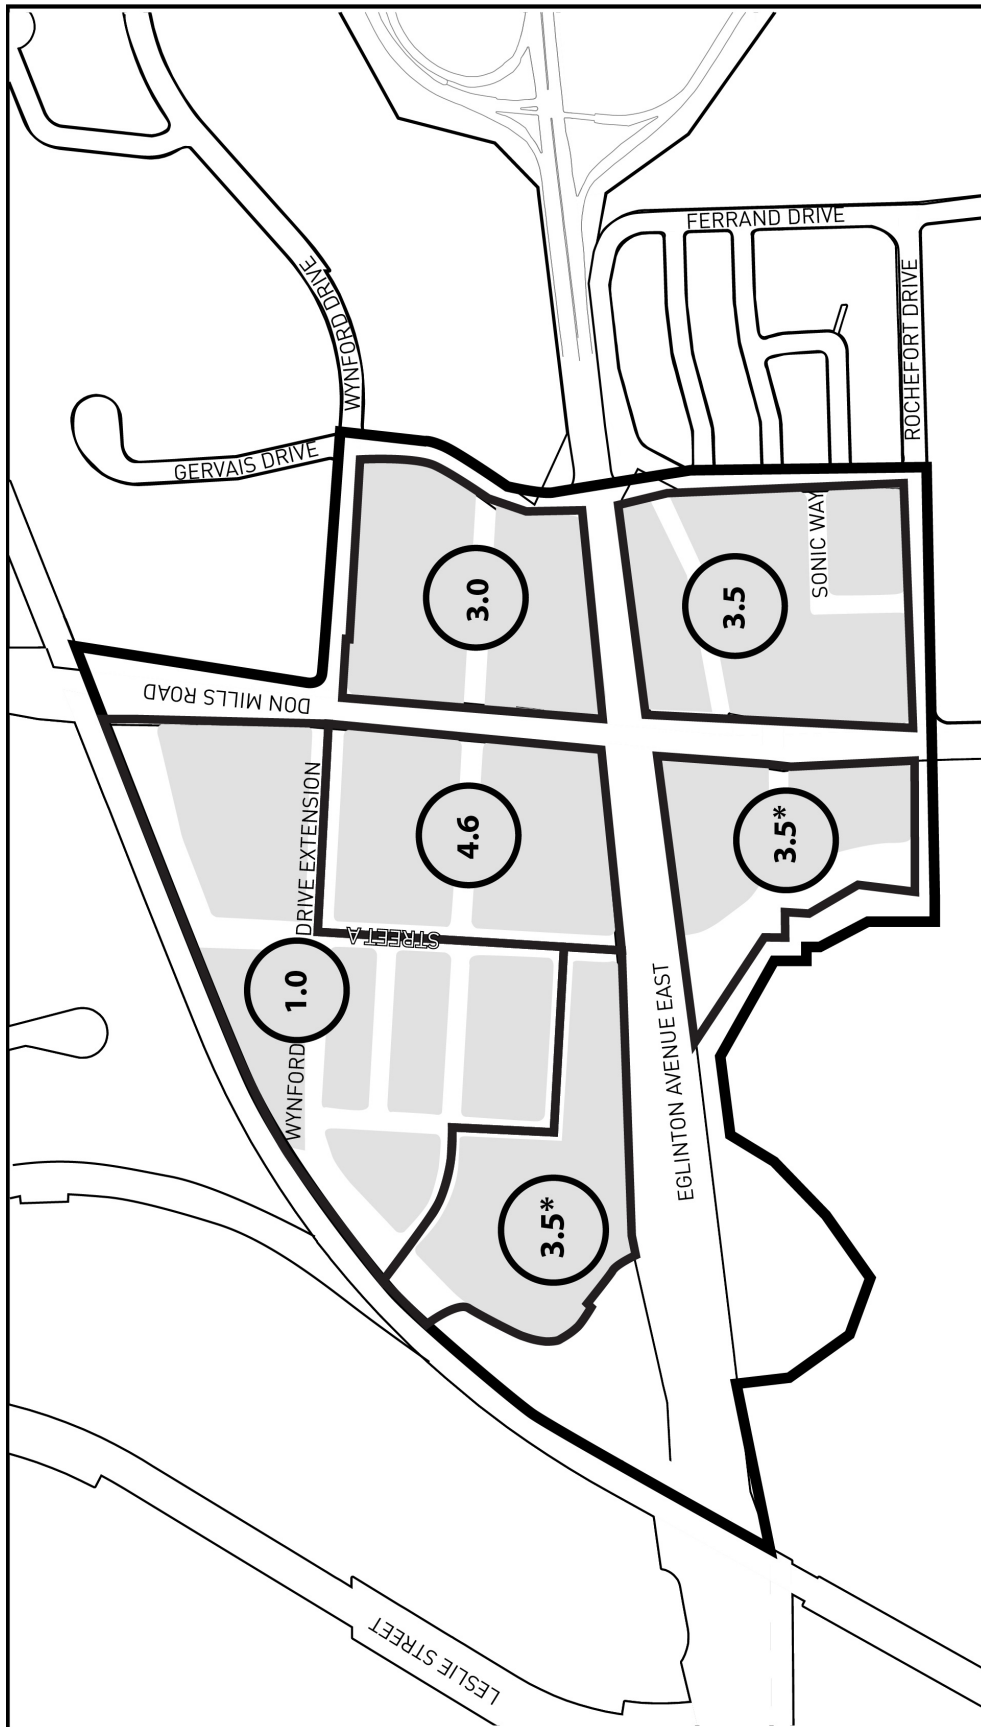 FERRAND DRIVE
ROCHEFORT DRIVE
WYNFORD DRIVE
GERVAIS DRIVE
SONIC WAY
3.0
3.5
DON MILLS ROAD
WYNFORD DRIVE EXTENSION
4.6
3.5*
STREET A
1.0
EGLINTON AVENUE EAST
3.5*
LESLIE STREET